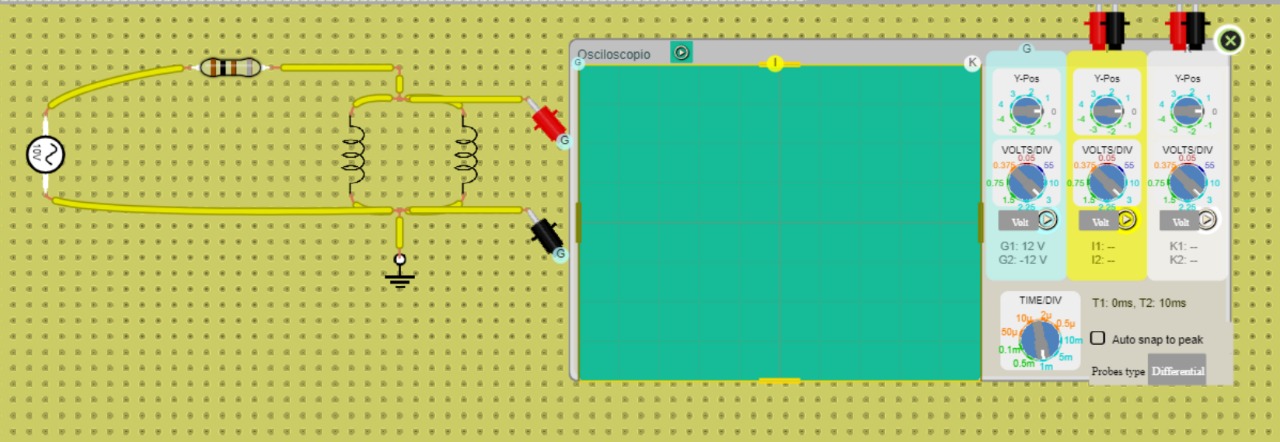 10V
G
G
Osciloscopio
G
I
K
G
Y-Pos
3 2 1 0 -1 -2 -3 -4 4
VOLTS/DIV
0.05 55 10 3 2.25 1.5 0.75 0.375
Volt
G1: 12 V
G2: -12 V
Y-Pos
3 2 1 0 -1 -2 -3 -4 4
VOLTS/DIV
0.05 55 10 3 2.25 1.5 0.75 0.375
Volt
I1: --
I2: --
Y-Pos
3 2 1 0 -1 -2 -3 -4 4
VOLTS/DIV
0.05 55 10 3 2.25 1.5 0.75 0.375
Volt
K1: --
K2: --
TIME/DIV
2µ 0.5µ 10m 5m 1m 0.5m 0.1m 50µ 10µ
T1: 0ms, T2: 10ms
Auto snap to peak
Probes type Differential